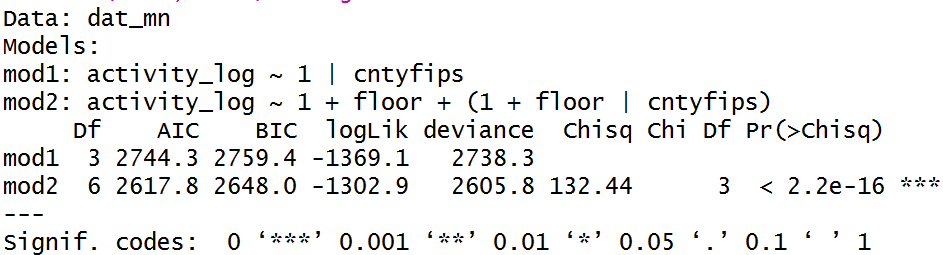 Data: dat_mn
Models:
mod1: activity_log ~ 1 | cntyfips
mod2: activity_log ~ 1 + floor + (1 + floor | cntyfips)
     Df    AIC    BIC  logLik deviance  Chisq Chi Df Pr(>Chisq)
mod1  3 2744.3 2759.4 -1369.1   2738.3
mod2  6 2617.8 2648.0 -1302.9   2605.8 132.44      3  < 2.2e-16 ***
---
Signif. codes:  0 ‘***’ 0.001 ‘**’ 0.01 ‘*’ 0.05 ‘.’ 0.1 ‘ ’ 1